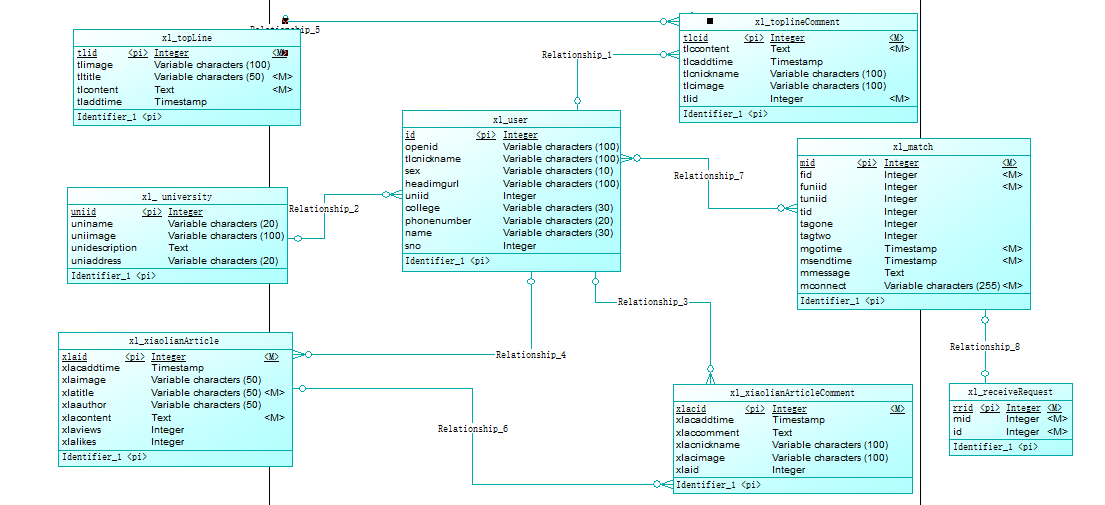 Relationship_5
xl_topLine
tlid <pi> Integer <M>
tlimage Variable characters (100)
tltitle Variable characters (50) <M>
tlcontent Text <M>
tladdtime Timestamp
Identifier_1 <pi>
xl_toplineComment
tlcid <pi> Integer <M>
tlccontent Text <M>
tlcaddtime Timestamp
tlcnickname Variable characters (100)
tlcimage Variable characters (100)
tlid Integer <M>
Identifier_1 <pi>
Relationship_1
xl_user
id <pi> Integer
openid Variable characters (100)
tlcnickname Variable characters (100)
sex Variable characters (10)
headimgurl Variable characters (100)
uniid Integer
college Variable characters (30)
phonenumber Variable characters (20)
name Variable characters (30)
sno Integer
Identifier_1 <pi>
xl_match
mid <pi> Integer <M>
fid Integer <M>
funiid Integer <M>
tuniid Integer
tid Integer
tagone Integer
tagtwo Integer
mgotime Timestamp <M>
msendtime Timestamp <M>
mmessage Text
mconnect Variable characters (255) <M>
Identifier_1 <pi>
Relationship_7
xl_ university
uniid <pi> Integer
uniname Variable characters (20)
uniimage Variable characters (100)
unidescription Text
uniaddress Variable characters (20)
Identifier_1 <pi>
Relationship_2
Relationship_3
Relationship_4
Relationship_8
xl_xiaolianArticle
xlaid <pi> Integer <M>
xlacaddtime Timestamp
xlaimage Variable characters (50)
xlatitle Variable characters (50) <M>
xlaauthor Variable characters (50)
xlacontent Text <M>
xlaviews Integer
xlalikes Integer
Identifier_1 <pi>
Relationship_6
xl_xiaolianArticleComment
xlacid <pi> Integer <M>
xlacaddtime Timestamp
xlaccomment Text
xlacnickname Variable characters (100)
xlacimage Variable characters (100)
xlaid Integer
Identifier_1 <pi>
xl_receiveRequest
rrid <pi> Integer <M>
mid Integer <M>
id Integer <M>
Identifier_1 <pi>